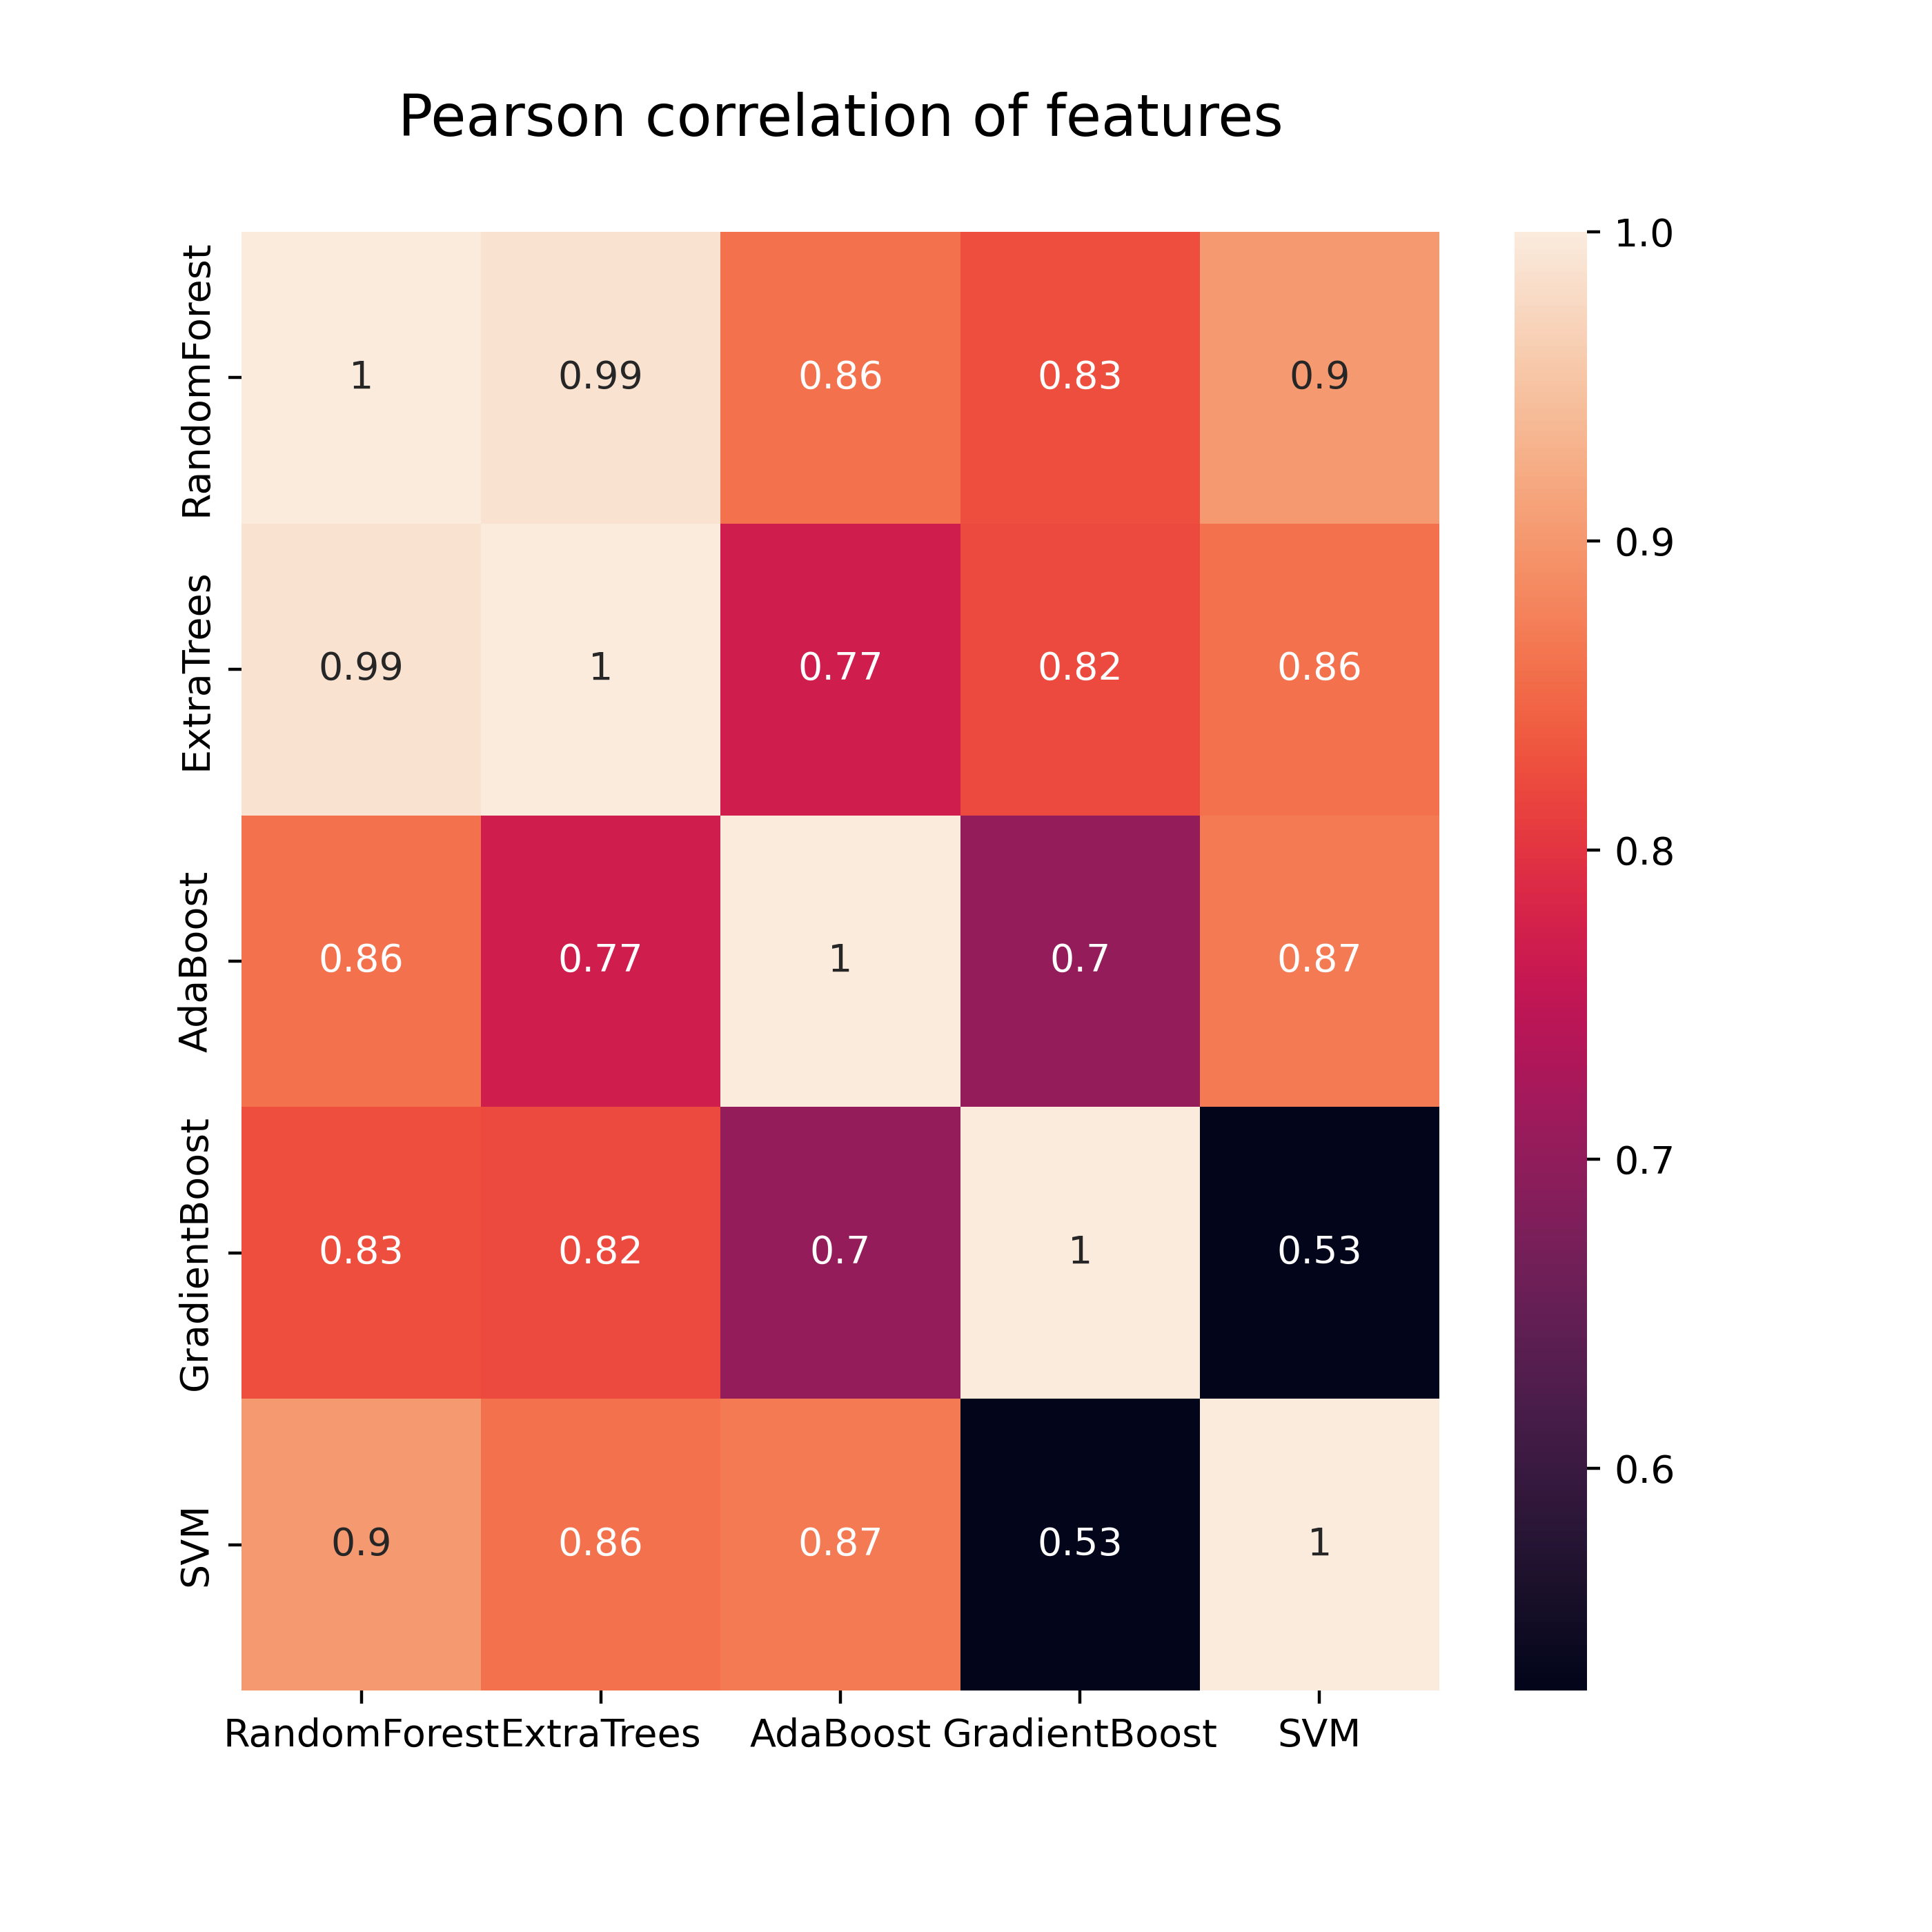 Pearson correlation of features
RandomForest 1 0.99 0.86 0.83 0.9
ExtraTrees 0.99 1 0.77 0.82 0.86
AdaBoost 0.86 0.77 1 0.7 0.87
GradientBoost 0.83 0.82 0.7 1 0.53
SVM 0.9 0.86 0.87 0.53 1
RandomForest ExtraTrees AdaBoost GradientBoost SVM
1.0
0.9
0.8
0.7
0.6